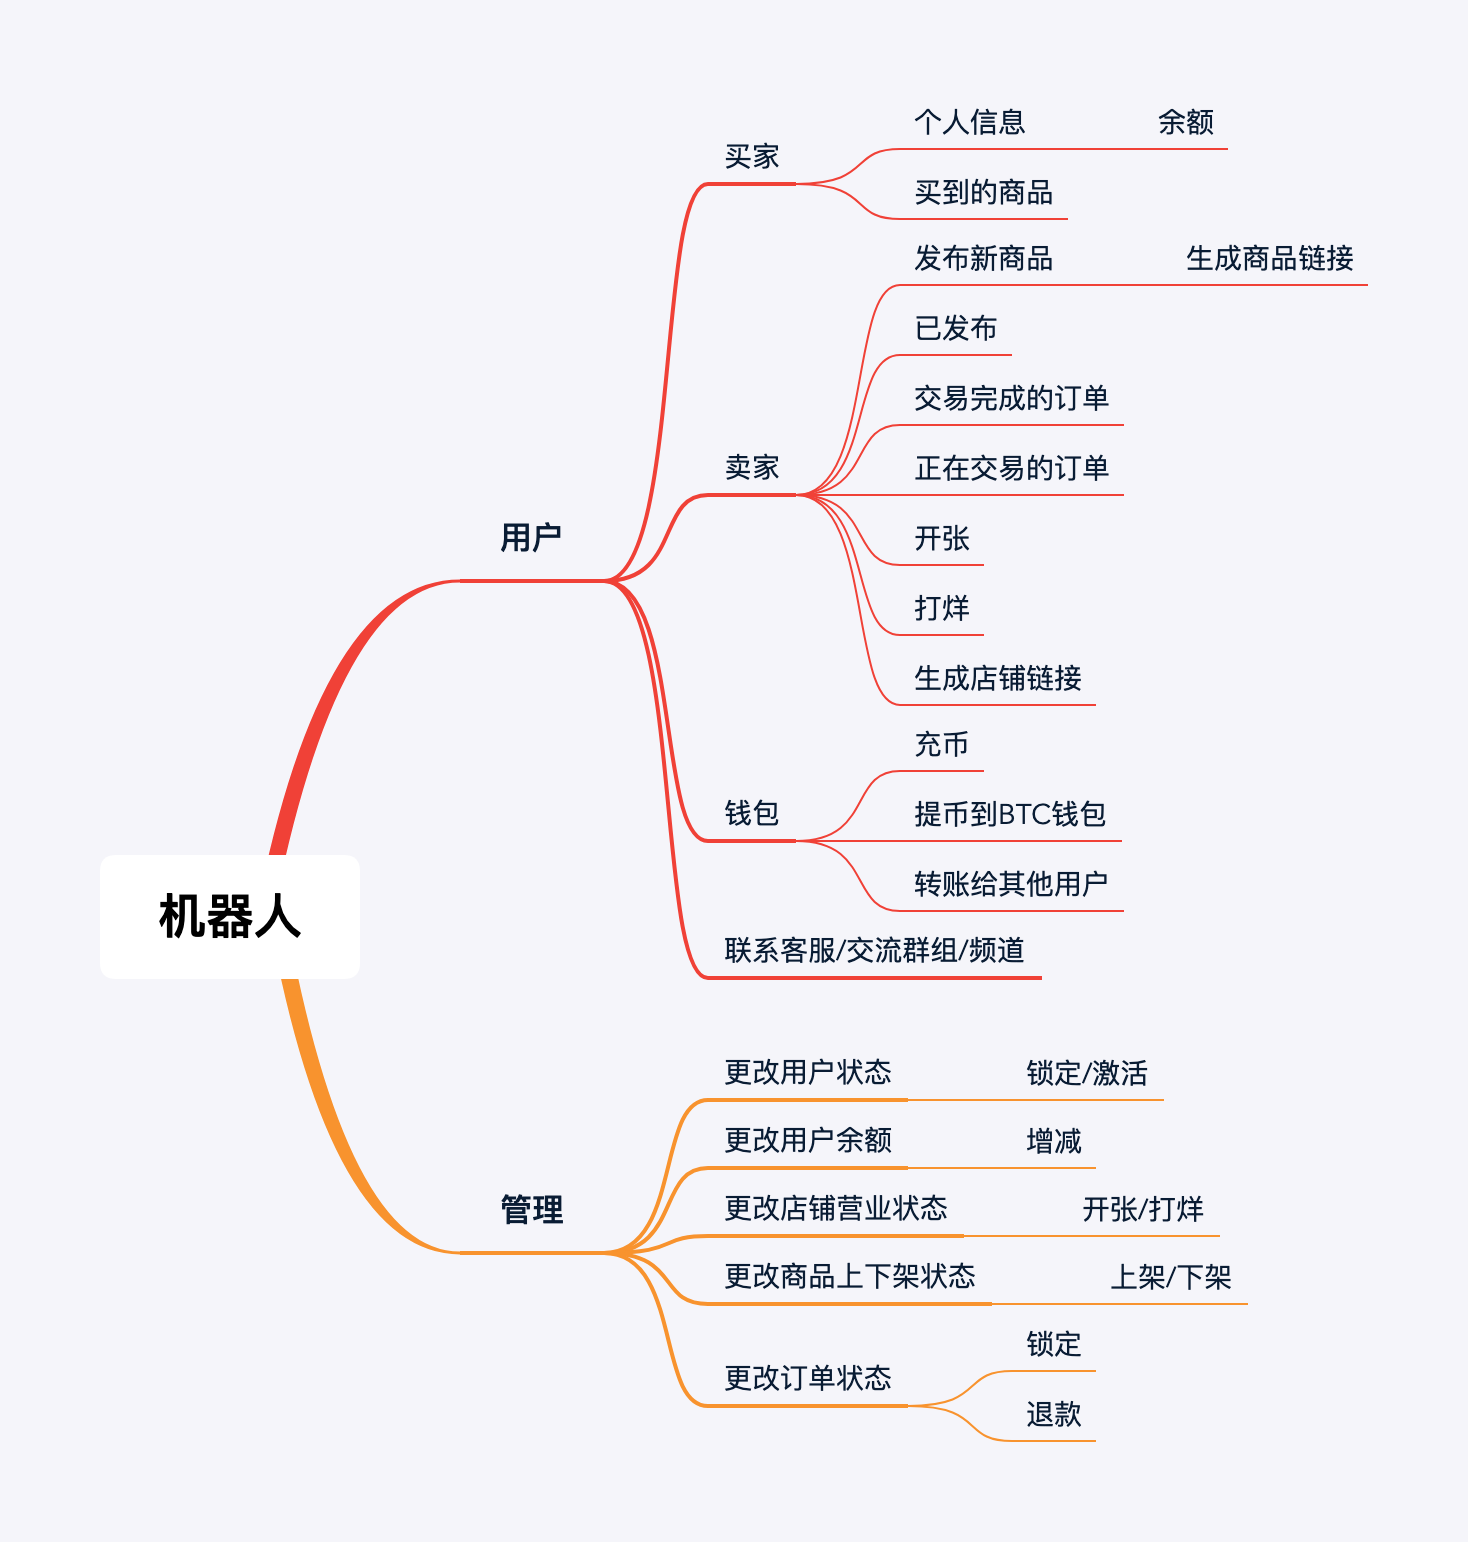 机器人
用户
买家
个人信息
余额
买到的商品
卖家
发布新商品
生成商品链接
已发布
交易完成的订单
正在交易的订单
开张
打烊
生成店铺链接
钱包
充币
提币到BTC钱包
转账给其他用户
联系客服/交流群组/频道
管理
更改用户状态
锁定/激活
更改用户余额
增减
更改店铺营业状态
开张/打烊
更改商品上下架状态
上架/下架
更改订单状态
锁定
退款